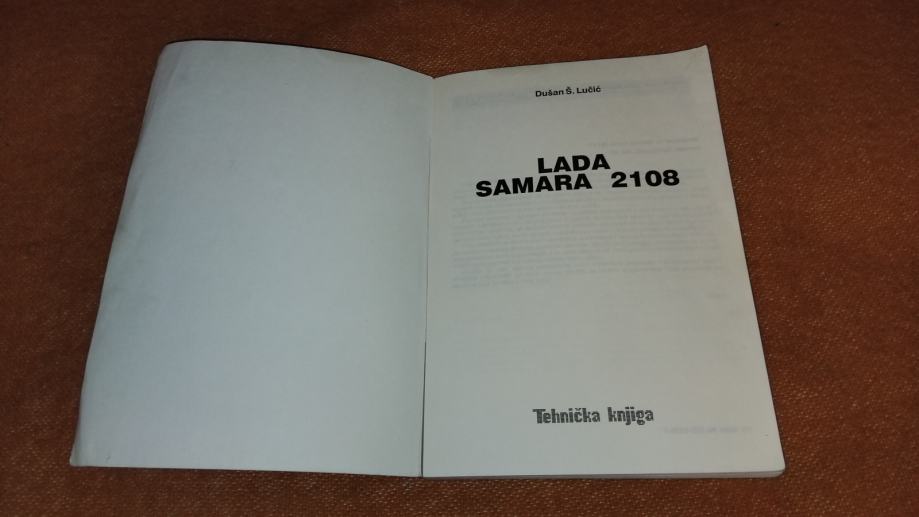 Dušan Š. Lučić
LADA
SAMARA 2108
Tehnička knjiga